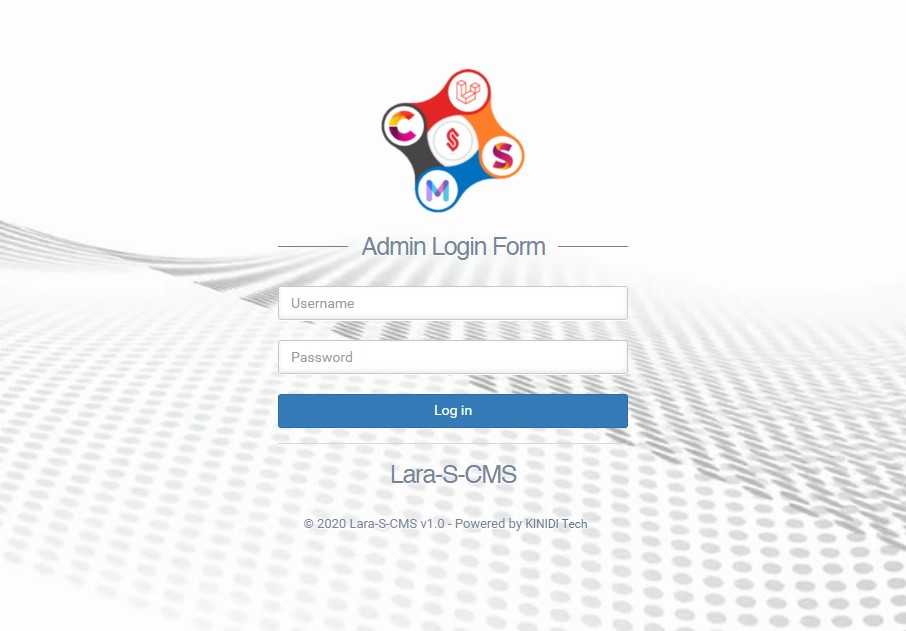 C
S
M
Admin Login Form
Username
Password
Log in
Lara-S-CMS
© 2020 Lara-S-CMS v1.0 - Powered by KINIDI Tech